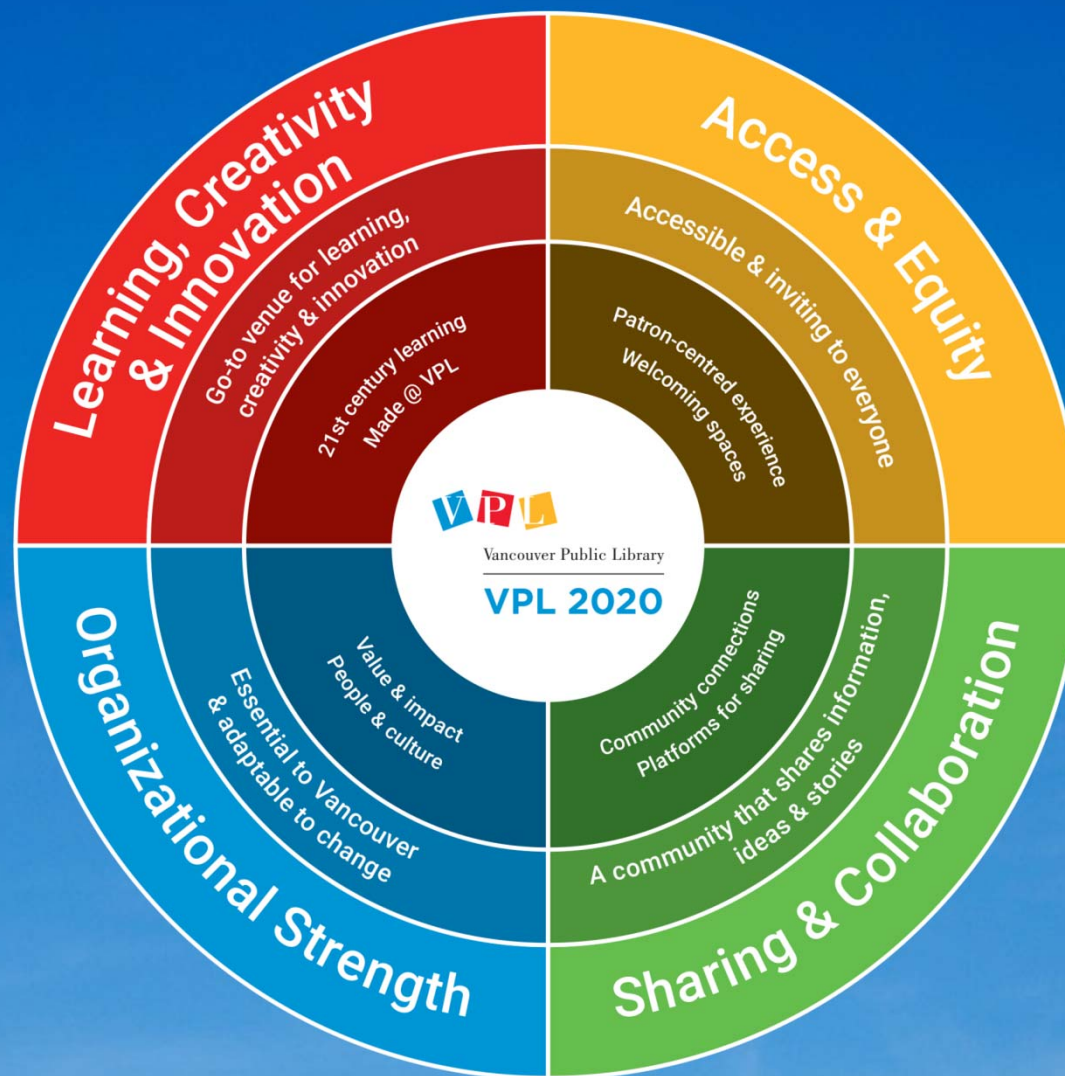 Learning, Creativity
& Innovation
Go-to venue for learning,
creativity & innovation
21st century learning
Made @ VPL
Access & Equity
Accessible & inviting to everyone
Patron-centred experience
Welcoming spaces
VPL
Vancouver Public Library
VPL 2020
Value & impact
People & culture
Essential to Vancouver
& adaptable to change
Organizational Strength
Community connections
Platforms for sharing
A community that shares information,
ideas & stories
Sharing & Collaboration